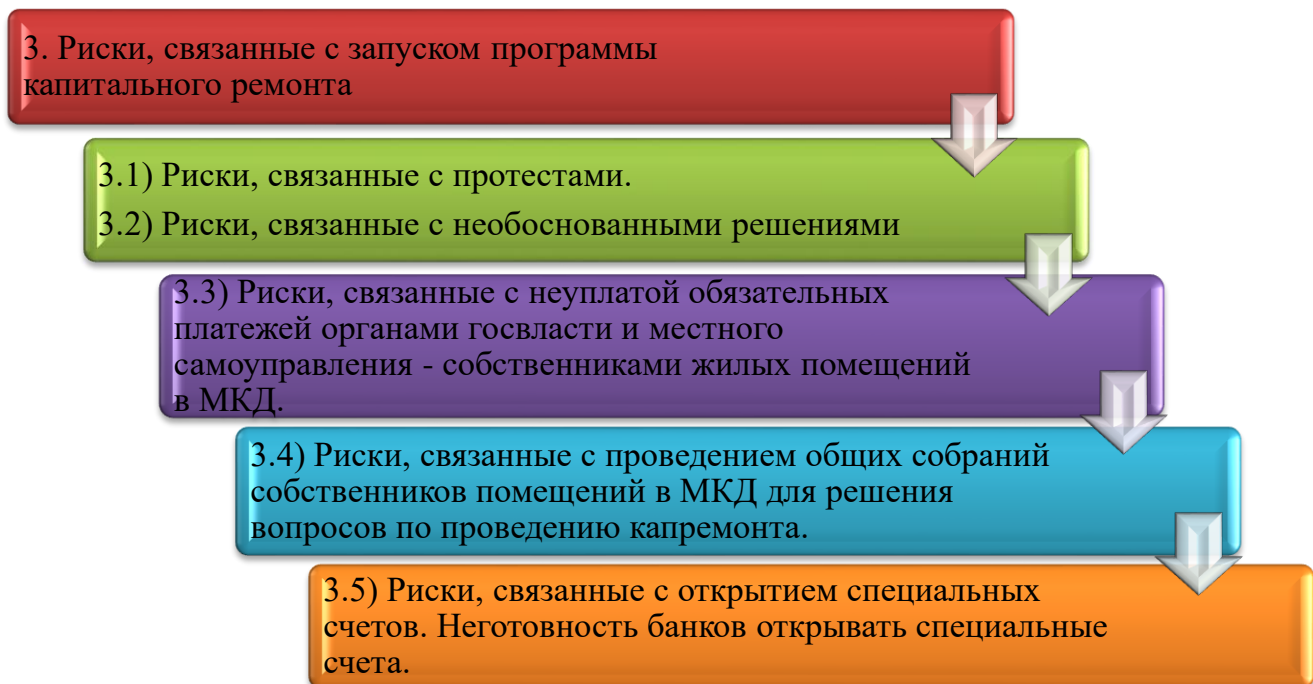 3. Риски, связанные с запуском программы
капитального ремонта
3.1) Риски, связанные с протестами.
3.2) Риски, связанные с необоснованными решениями
3.3) Риски, связанные с неуплатой обязательных
платежей органами госвласти и местного
самоуправления - собственниками жилых помещений
в МКД.
3.4) Риски, связанные с проведением общих собраний
собственников помещений в МКД для решения
вопросов по проведению капремонта.
3.5) Риски, связанные с открытием специальных
счетов. Неготовность банков открывать специальные
счета.